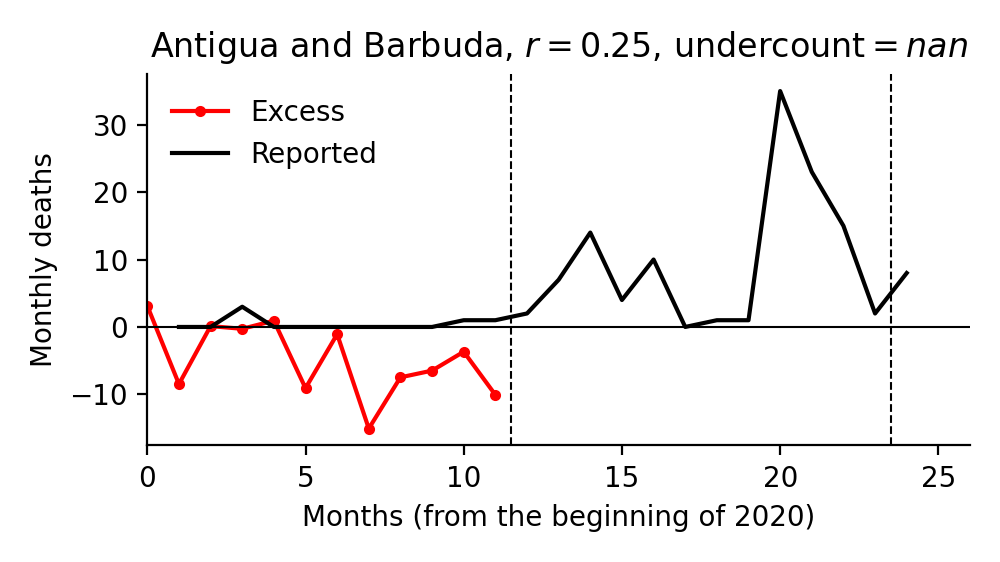 Antigua and Barbuda, r = 0.25, undercount = nan
Excess
Reported
Monthly deaths
30
20
10
0
−10
0 5 10 15 20 25
Months (from the beginning of 2020)